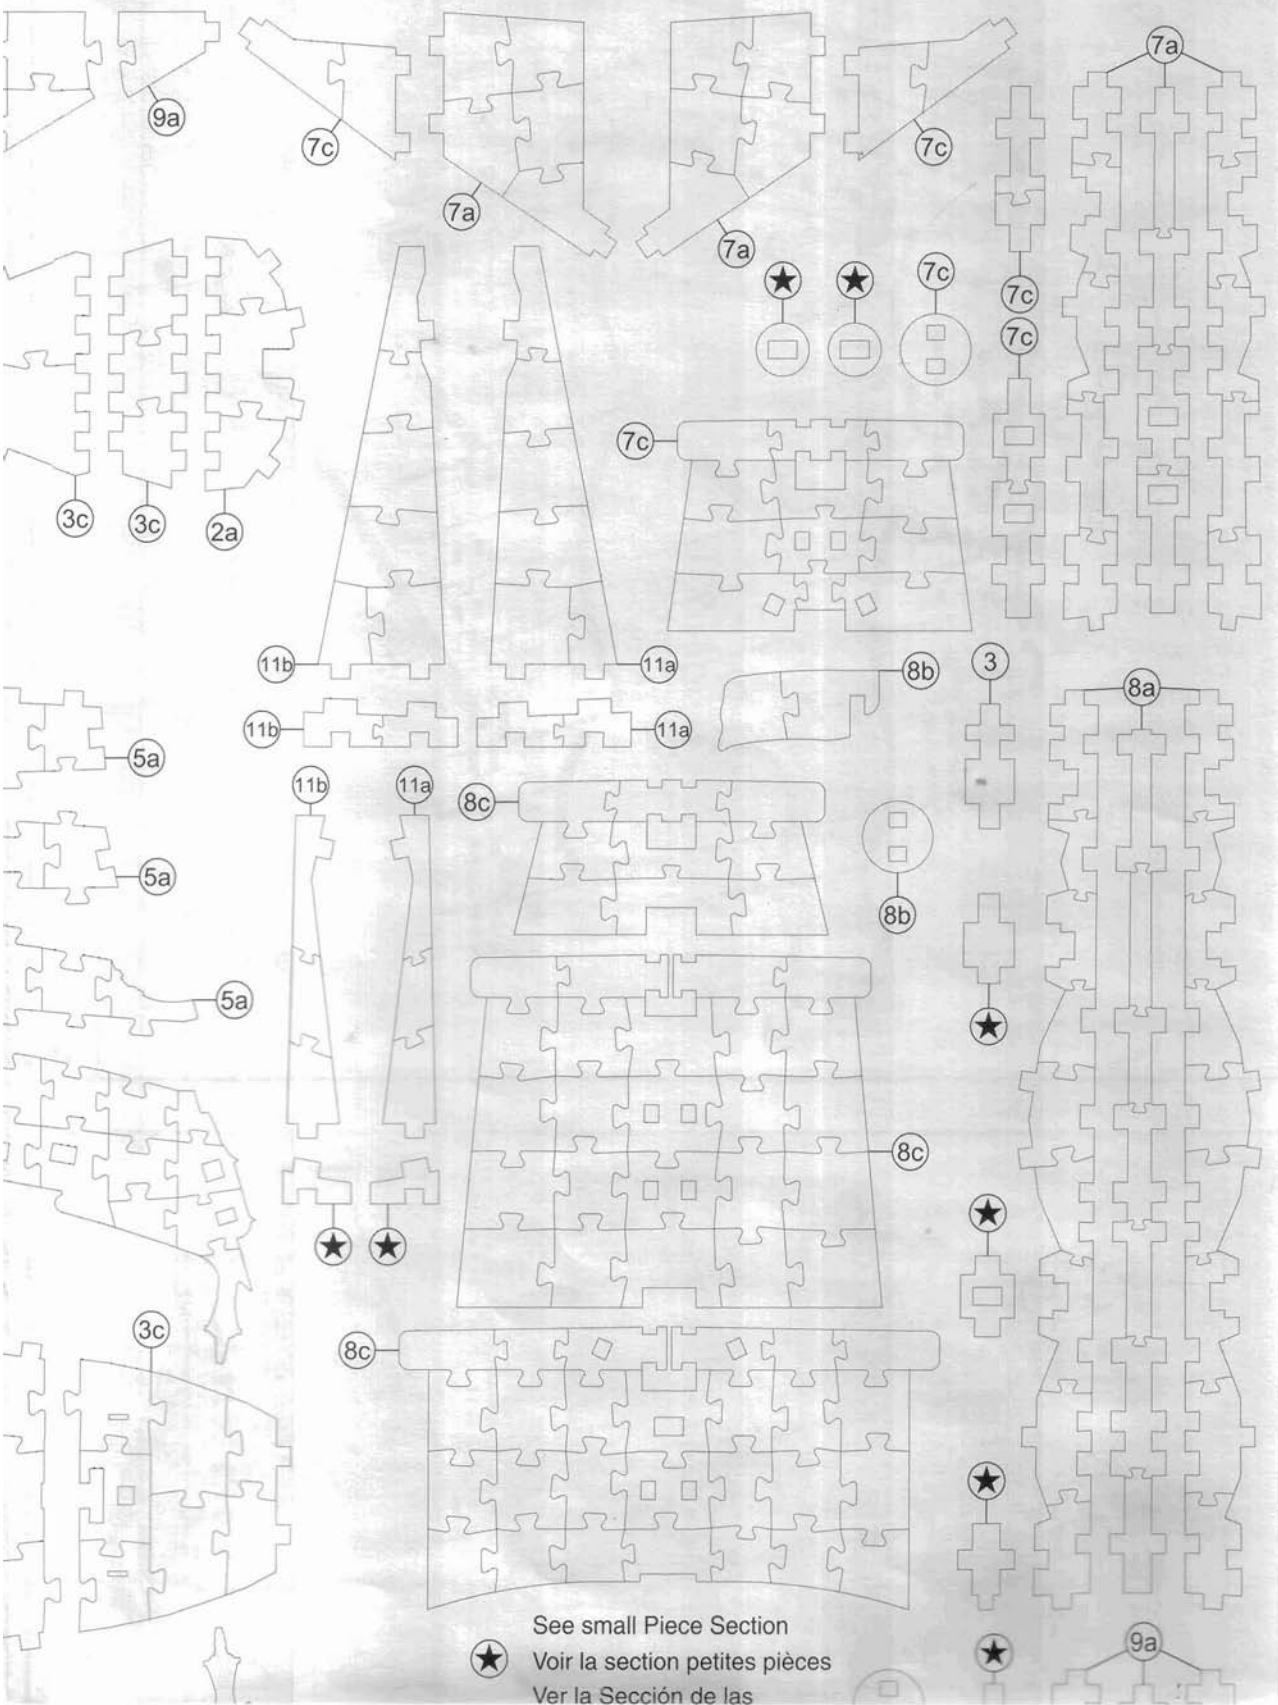 7a
9a
7c
7c
7a
7a
★
★
7c
7c
7c
7c
3c
3c
2a
11b
11a
8b
3
8a
11b
11a
5a
11b
11a
8c
5a
8b
5a
★
8c
★
★
★
3c
8c
★
See small Piece Section
★ Voir la section petites pièces
Ver la Sección de las
★
9a